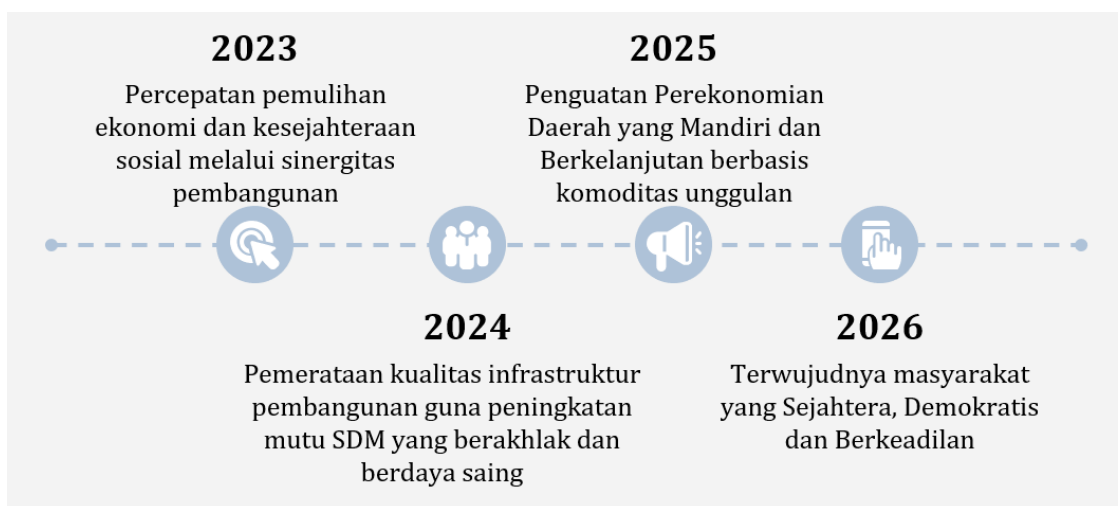 2023
Percepatan pemulihan
ekonomi dan kesejahteraan
sosial melalui sinergitas
pembangunan
2024
Pemerataan kualitas infrastruktur
pembangunan guna peningkatan
mutu SDM yang berakhlak dan
berdaya saing
2025
Penguatan Perekonomian
Daerah yang Mandiri dan
Berkelanjutan berbasis
komoditas unggulan
2026
Terwujudnya masyarakat
yang Sejahtera, Demokratis
dan Berkeadilan